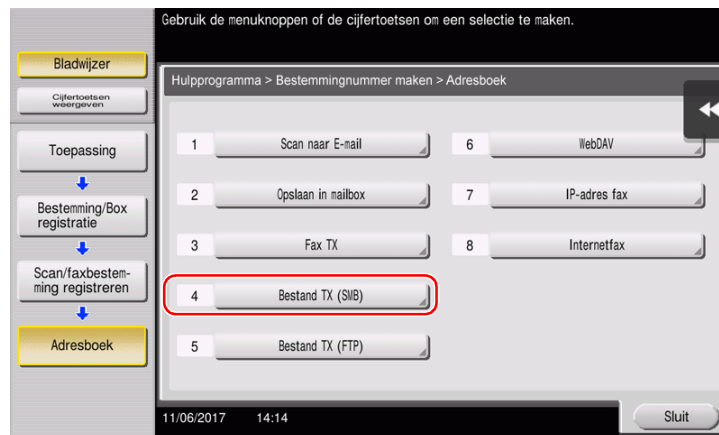 Gebruik de menuknoppen of de cijfertoetsen om een selectie te maken.
Bladwijzer
Cijfertoetsen
weergeven
Toepassing
Bestemming/Box
registratie
Scan/faxbestem-
ming registreren
Adresboek
Hulpprogramma > Bestemmingnummer maken > Adresboek
1 Scan naar E-mail
6 WebDAV
2 Opslaan in mailbox
7 IP-adres fax
3 Fax TX
8 Internetfax
4 Bestand TX (SMB)
5 Bestand TX (FTP)
11/06/2017 14:14
Sluit